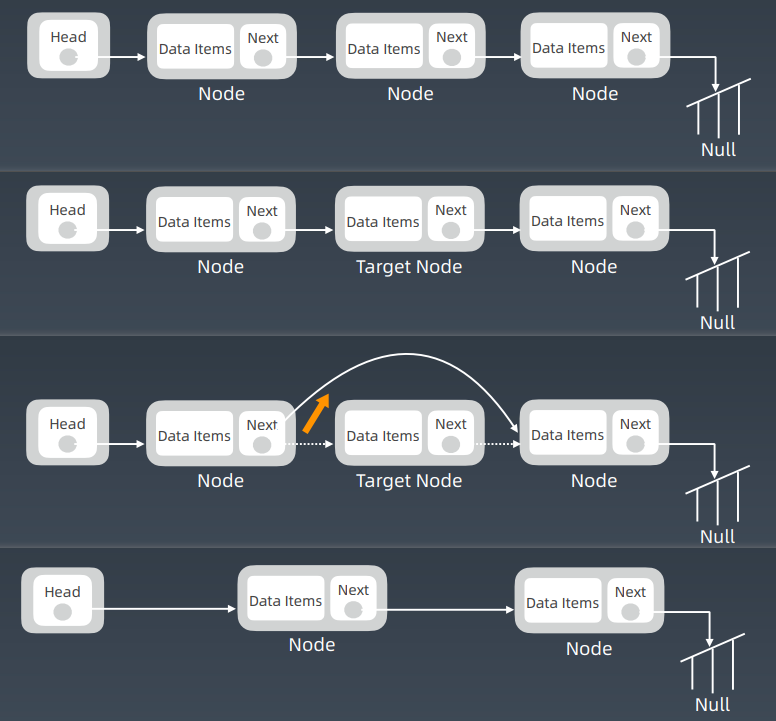 Head
Data Items
Next
Data Items
Next
Data Items
Next
Node
Node
Node
Null
Head
Data Items
Next
Data Items
Next
Data Items
Next
Node
Target Node
Node
Null
Head
Data Items
Next
Data Items
Next
Data Items
Next
Node
Target Node
Node
Null
Head
Data Items
Next
Data Items
Next
Node
Node
Null